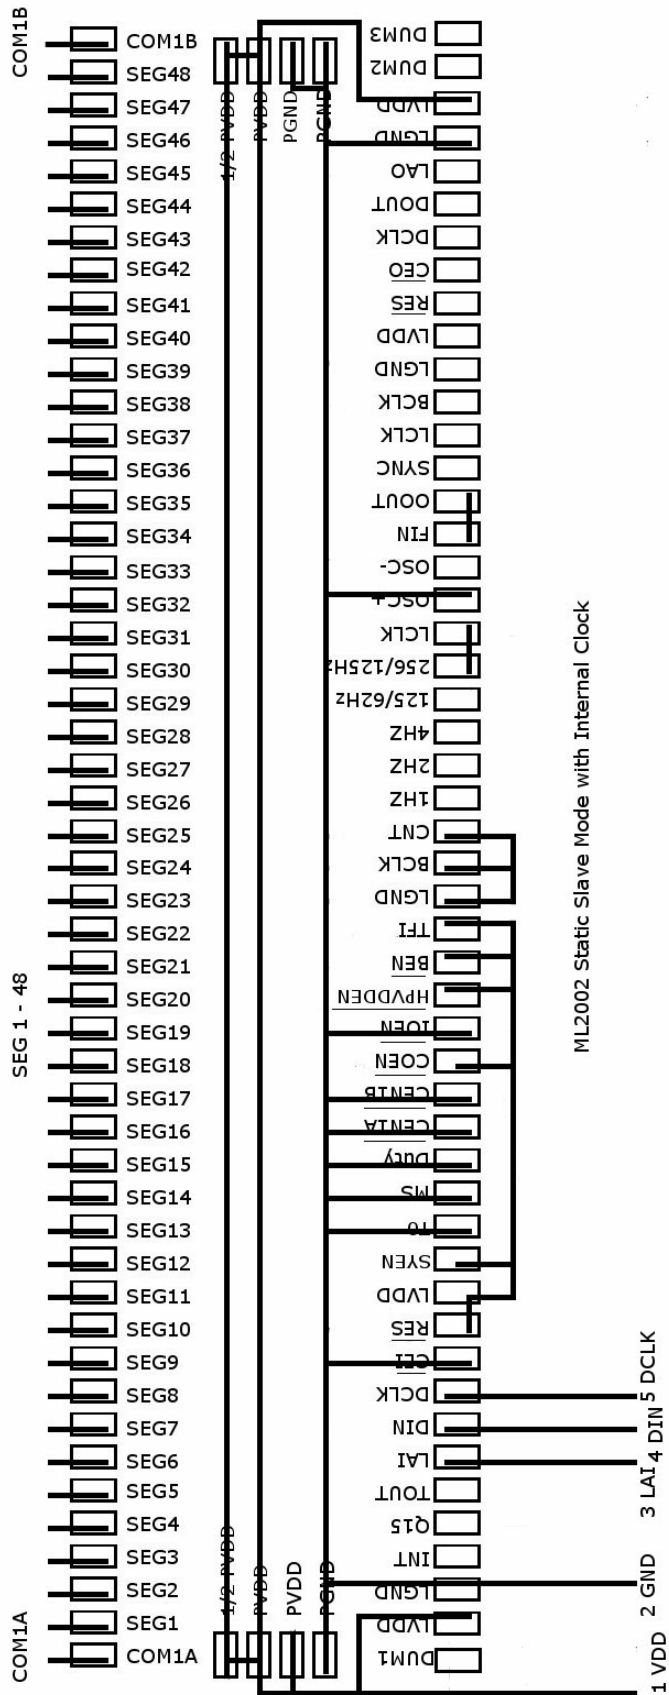 COM1B
COM1B
SEG48
SEG47
SEG46
SEG45
SEG44
SEG43
SEG42
SEG41
SEG40
SEG39
SEG38
SEG37
SEG36
SEG35
SEG34
SEG33
SEG32
SEG31
SEG30
SEG29
SEG28
SEG27
SEG26
SEG25
SEG24
SEG23
SEG22
SEG21
SEG20
SEG19
SEG18
SEG17
SEG16
SEG15
SEG14
SEG13
SEG12
SEG11
SEG10
SEG9
SEG8
SEG7
SEG6
SEG5
SEG4
SEG3
SEG2
SEG1
COM1A
SEG 1 - 48
COM1A
1/2 PVDD
PVDD
PGND
PGND
1/2 PVDD
PVDD
PVDD
PGND
DUM3
DUM2
LVDD
LGND
LAO
DOUT
DCLK
CEO
RES
LVDD
LGND
BCLK
LCLK
SYNC
OOUT
FIN
OSC-
OSC+
LCLK
256/125Hz
125/62Hz
4HZ
2HZ
1HZ
CNT
BCLK
LGND
TFI
BEN
HPVDDEN
IOEN
COEN
CEN1B
CEN1A
Duty
MS
T0
SYEN
LVDD
RES
CEI
DCLK
DIN
LAI
TOUT
Q15
INT
LGND
LVDD
DUM1
ML2002 Static Slave Mode with Internal Clock
5 DCLK
4 DIN
3 LAI
2 GND
1 VDD